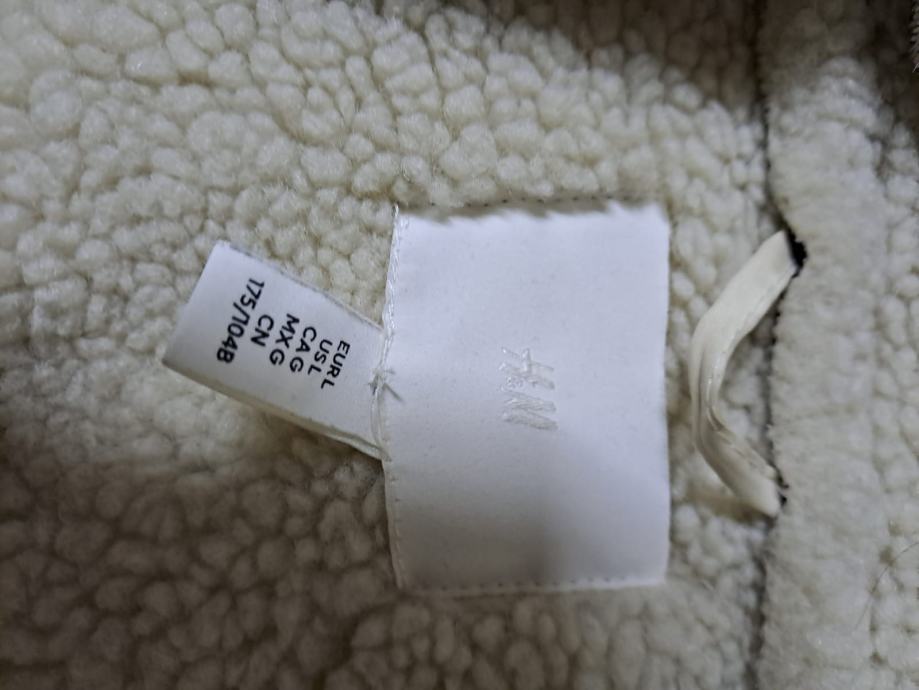 H&M
EUR L
US L
CA G
MX G
CN
175/104B